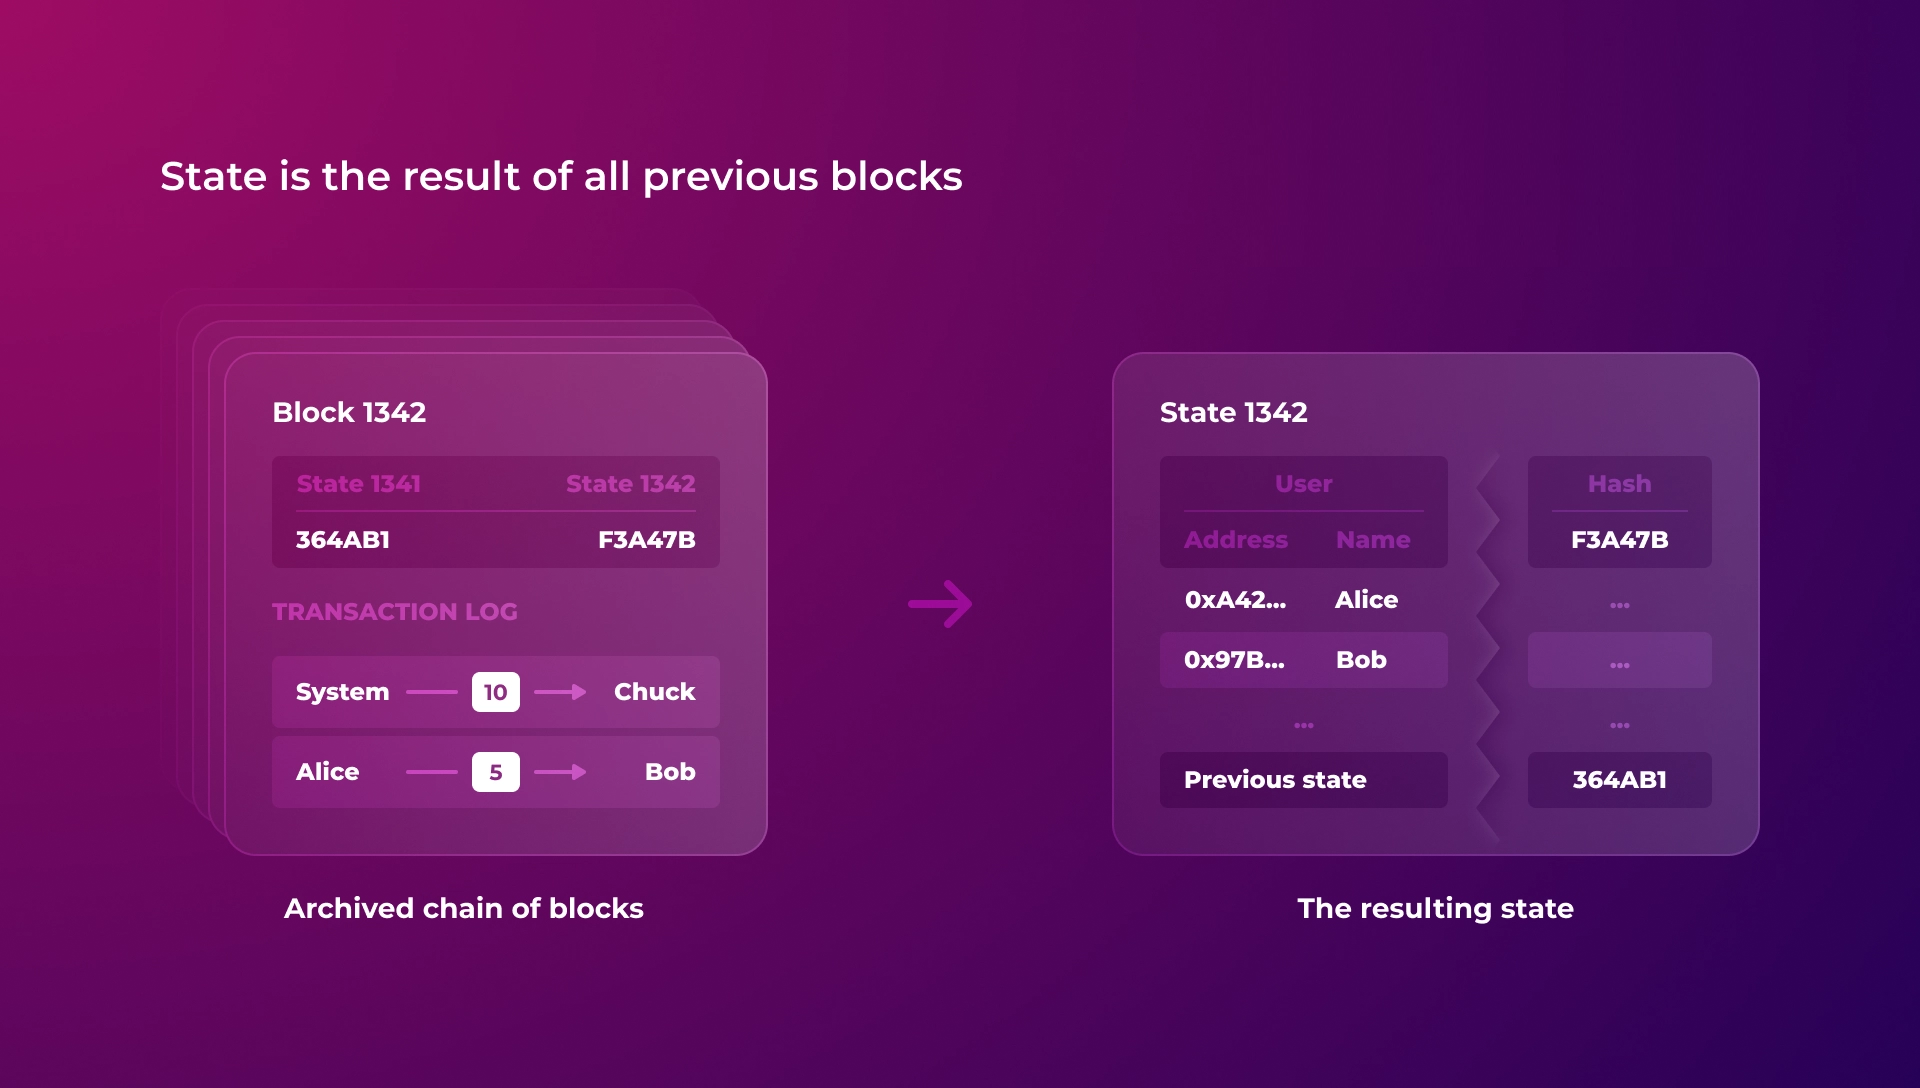 State is the result of all previous blocks
Block 1342
State 1341 State 1342
364AB1 F3A47B
TRANSACTION LOG
System 10 Chuck
Alice 5 Bob
Archived chain of blocks
State 1342
User Hash
Address Name F3A47B
0xA42... Alice ...
0x97B... Bob ...
... ...
Previous state 364AB1
The resulting state